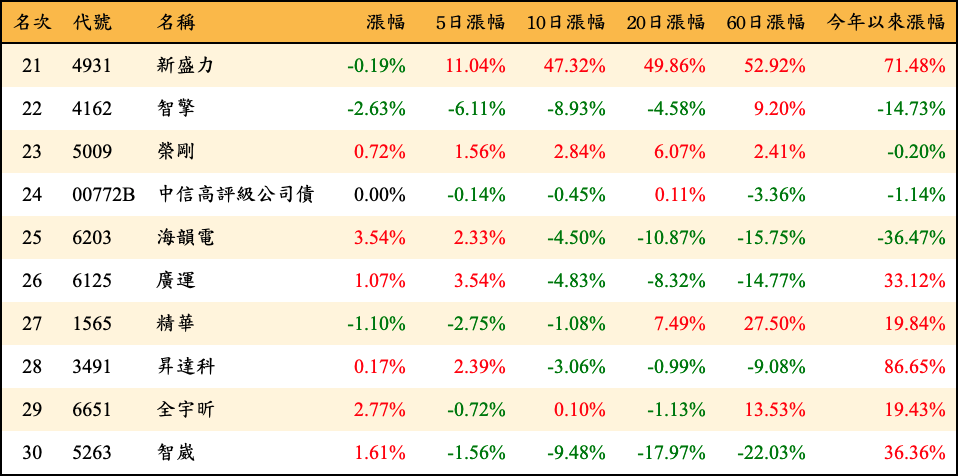 名次 代號 名稱 漲幅 5日漲幅 10日漲幅 20日漲幅 60日漲幅 今年以來漲幅
21 4931 新盛力 -0.19% 11.04% 47.32% 49.86% 52.92% 71.48%
22 4162 智擎 -2.63% -6.11% -8.93% -4.58% 9.20% -14.73%
23 5009 榮剛 0.72% 1.56% 2.84% 6.07% 2.41% -0.20%
24 00772B 中信高評級公司債 0.00% -0.14% -0.45% 0.11% -3.36% -1.14%
25 6203 海韻電 3.54% 2.33% -4.50% -10.87% -15.75% -36.47%
26 6125 廣運 1.07% 3.54% -4.83% -8.32% -14.77% 33.12%
27 1565 精華 -1.10% -2.75% -1.08% 7.49% 27.50% 19.84%
28 3491 昇達科 0.17% 2.39% -3.06% -0.99% -9.08% 86.65%
29 6651 全宇昕 2.77% -0.72% 0.10% -1.13% 13.53% 19.43%
30 5263 智崴 1.61% -1.56% -9.48% -17.97% -22.03% 36.36%